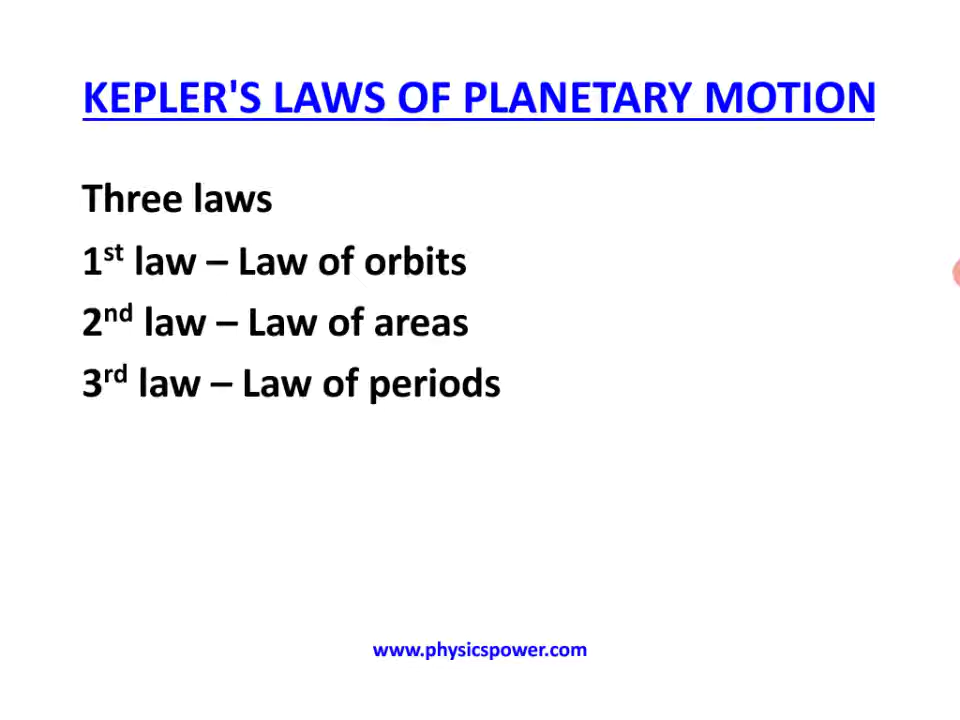 KEPLER'S LAWS OF PLANETARY MOTION
Three laws
1st law – Law of orbits
2nd law – Law of areas
3rd law – Law of periods
www.physicspower.com